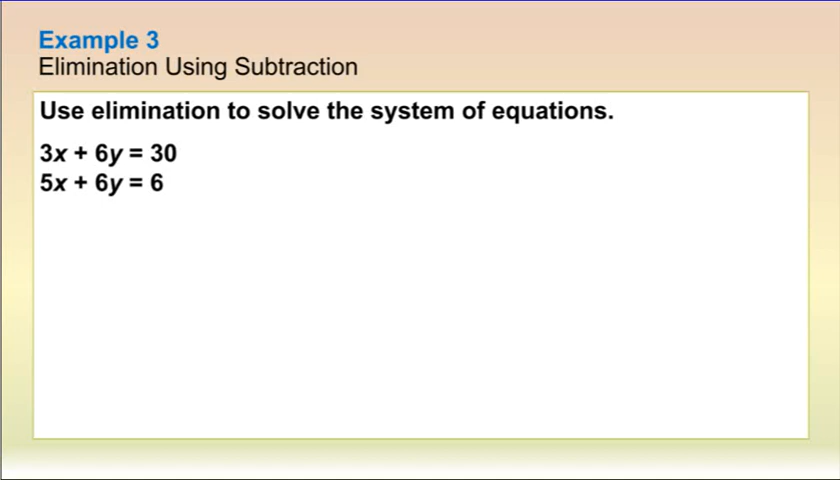 Example 3
Elimination Using Subtraction
Use elimination to solve the system of equations.
3x + 6y = 30
5x + 6y = 6